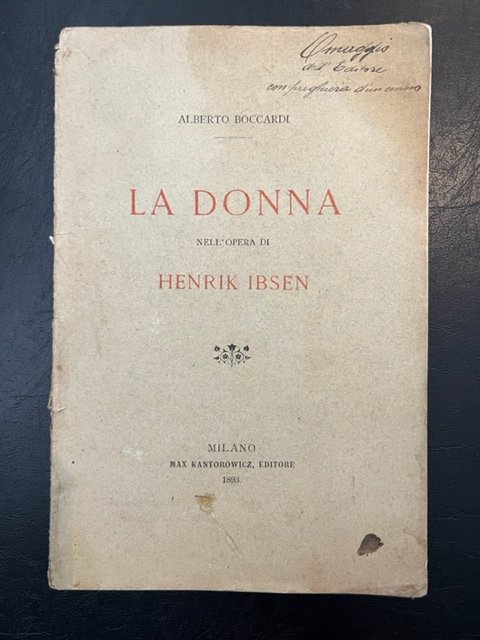 Omaggio
dell'Editore
con preghiera d'un cenno
ALBERTO BOCCARDI
LA DONNA
NELL'OPERA DI
HENRIK IBSEN
MILANO
MAX KANTOROWICZ, EDITORE
1893